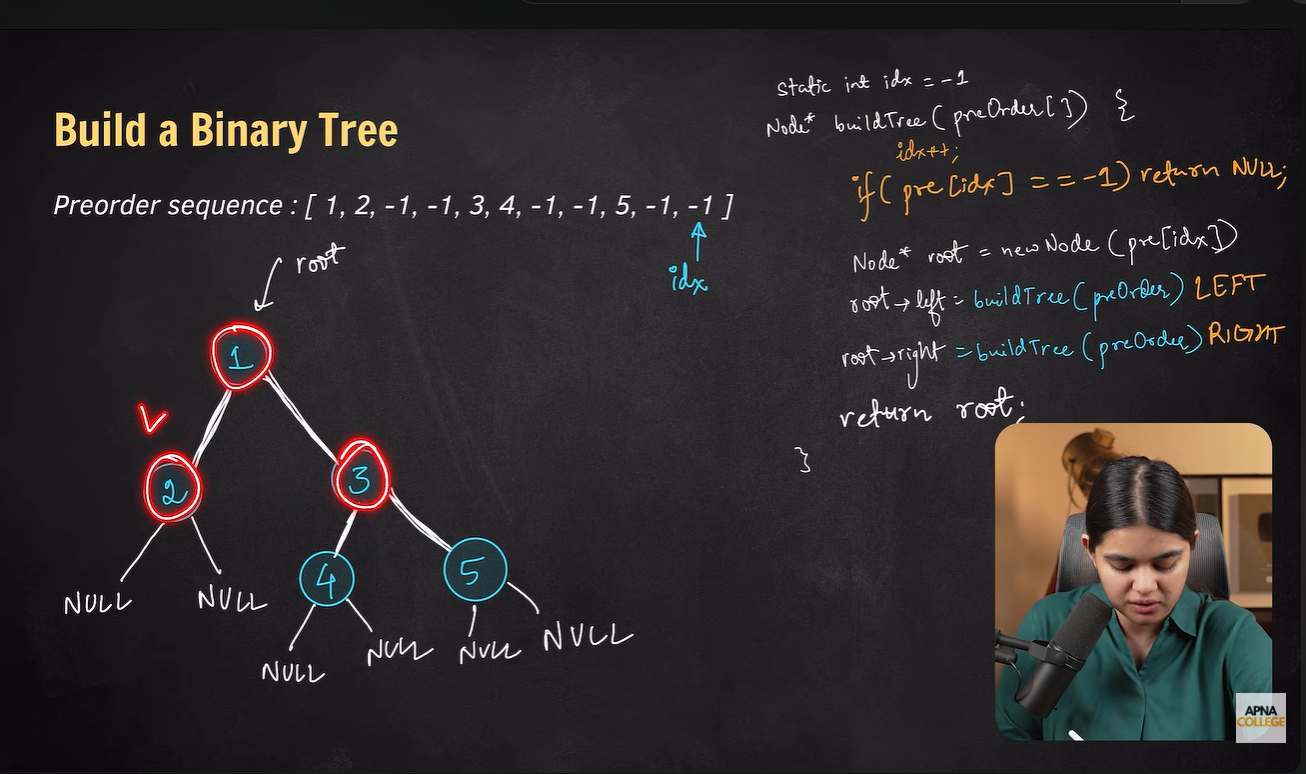 Build a Binary Tree
Preorder sequence : [ 1, 2, -1, -1, 3, 4, -1, -1, 5, -1, -1 ]
idx
root
1
2
3
4
5
NULL
NULL
NULL
NULL
NULL
NULL
static int idx = -1
Node* buildTree ( preOrder [ ] ) {
idx++;
if ( pre [idx] == -1 ) return NULL;
Node* root = new Node ( pre [idx] )
root → left = buildTree ( preOrder ) LEFT
root → right = buildTree ( preOrder ) RIGHT
return root;
}
APNA
COLLEGE